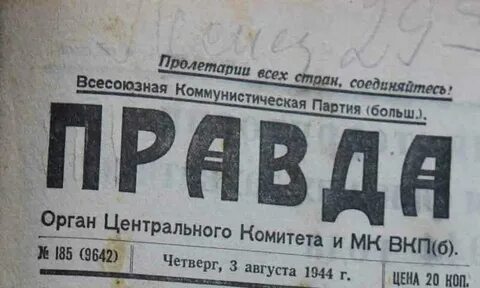 Пролетарии всех стран, соединяйтесь!
Всесоюзная Коммунистическая Партия (больш.).
ПРАВДА
Орган Центрального Комитета и МК ВКП(б).
№ 185 (9642)
Четверг, 3 августа 1944 г.
ЦЕНА 20 КОП.